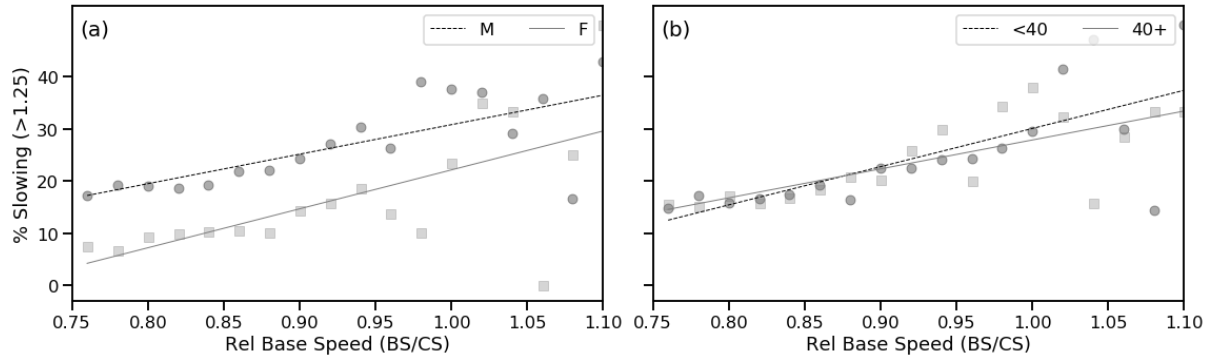 (a)
M
F
% Slowing (>1.25)
40
30
20
10
0
0.75 0.80 0.85 0.90 0.95 1.00 1.05 1.10
Rel Base Speed (BS/CS)
(b)
<40
40+
0.75 0.80 0.85 0.90 0.95 1.00 1.05 1.10
Rel Base Speed (BS/CS)